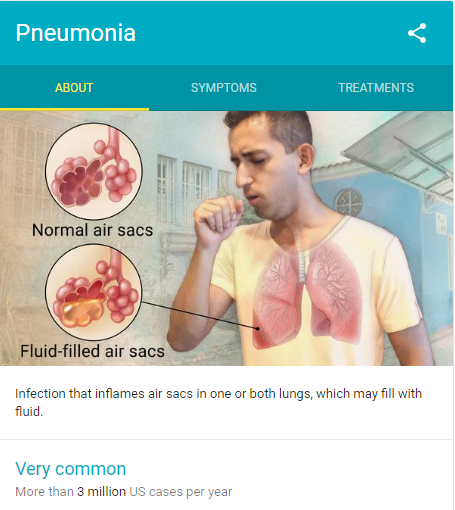 Pneumonia
ABOUT
SYMPTOMS
TREATMENTS
Normal air sacs
Fluid-filled air sacs
Infection that inflames air sacs in one or both lungs, which may fill with
fluid.
Very common
More than 3 million US cases per year